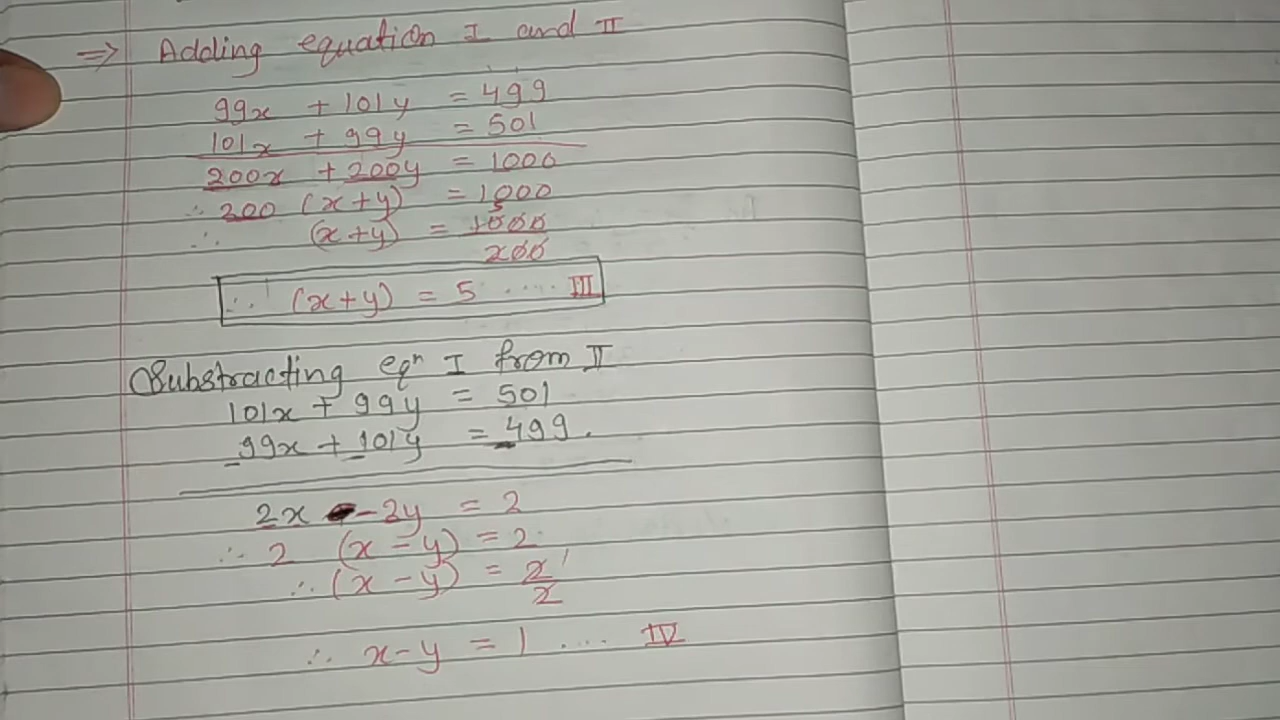 ⇒ Adding equation I and II
99x + 101y = 499
101x + 99y = 501
200x + 200y = 1000
∴ 200 (x+y) = 1000
∴ (x+y) = 1000/200 5
∴ (x+y) = 5 ..... III
Substracting eqⁿ I from II
101x + 99y = 501
99x + 101y = 499.
- - -
2x - 2y = 2
∴ 2 (x - y) = 2
∴ (x - y) = 2/2 1
∴ x - y = 1 .... IV